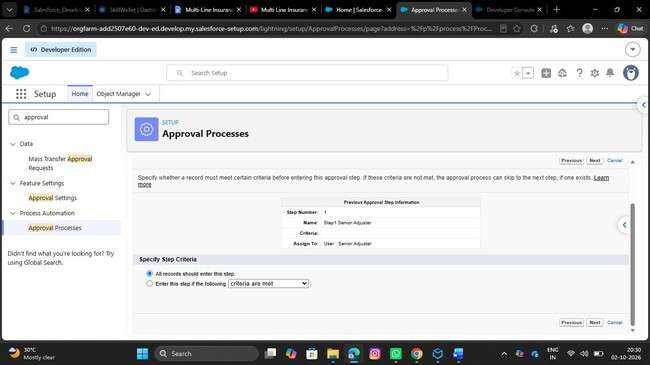 Salesforce_Develo
SkillWallet | Dash
Multi-Line Insuran
Multi-Line Insuran
Home | Salesforce
Approval Processes
Developer Console
https://orgfarm-add2507e60-dev-ed.develop.my.salesforce-setup.com/lightning/setup/ApprovalProcesses/page?address=%2Fp%2Fprocess%2FProc...
Chat
Developer Edition
Search Setup
Setup
Home
Object Manager
approval
SETUP
Approval Processes
Data
Mass Transfer Approval
Requests
Feature Settings
Approval Settings
Process Automation
Approval Processes
Didn't find what you're looking for? Try
using Global Search.
Previous Next Cancel
Specify whether a record must meet certain criteria before entering this approval step. If these criteria are not met, the approval process can skip to the next step, if one exists. Learn
more
Previous Approval Step Information
Step Number: 1
Name: Step1 Senior Adjuster
Criteria:
Assign To: User : Senior Adjuster
Specify Step Criteria
All records should enter this step.
Enter this step if the following criteria are met
Previous Next Cancel
30°C
Mostly clear
Search
ENG
IN
20:30
02-10-2026